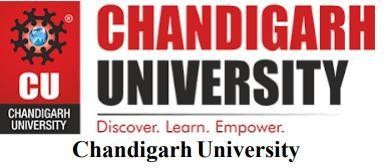 CU
CHANDIGARH
UNIVERSITY
CHANDIGARH
UNIVERSITY
Discover. Learn. Empower.
Chandigarh University